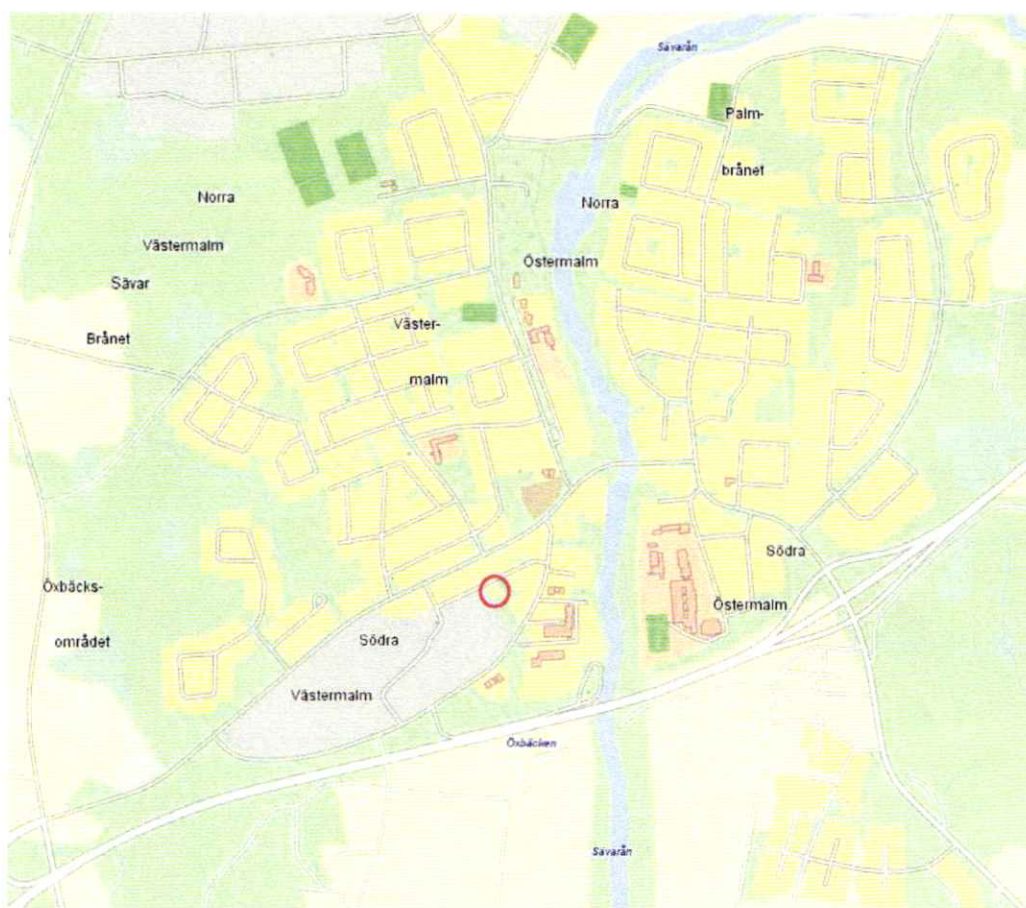 Sävarån
Palm-
brånet
Norra
Västermalm
Sävar
Brånet
Norra
Östermalm
Väster-
malm
Södra
Östermalm
Öxbäcks-
området
Södra
Västermalm
Öxbäcken
Sävarån